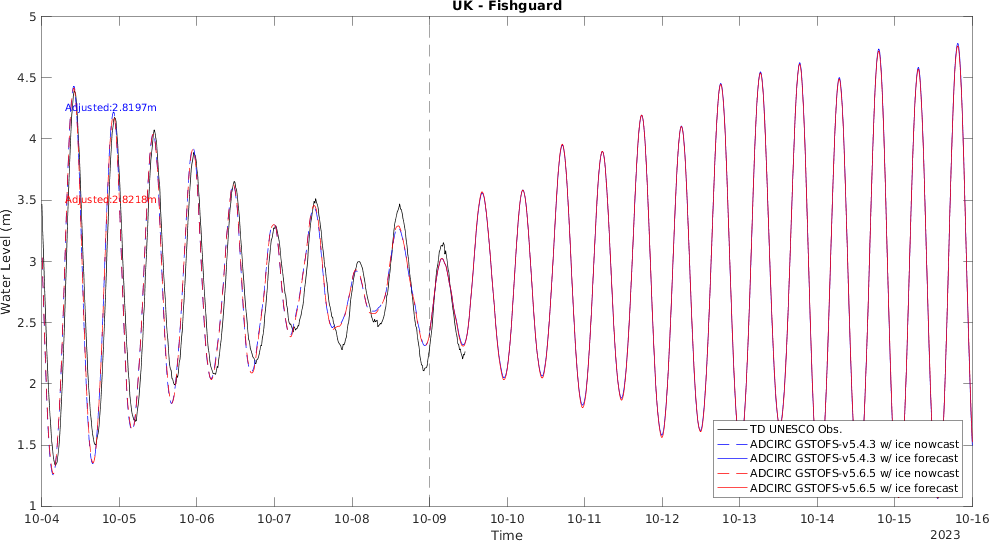 UK - Fishguard
5
4.5
4
3.5
3
2.5
2
1.5
1
Water Level (m)
Adjusted:2.8197m
Adjusted:2.8218m
TD UNESCO Obs.
ADCIRC GSTOFS-v5.4.3 w/ ice nowcast
ADCIRC GSTOFS-v5.4.3 w/ ice forecast
ADCIRC GSTOFS-v5.6.5 w/ ice nowcast
ADCIRC GSTOFS-v5.6.5 w/ ice forecast
10-04 10-05 10-06 10-07 10-08 10-09 10-10 10-11 10-12 10-13 10-14 10-15 10-16
Time
2023